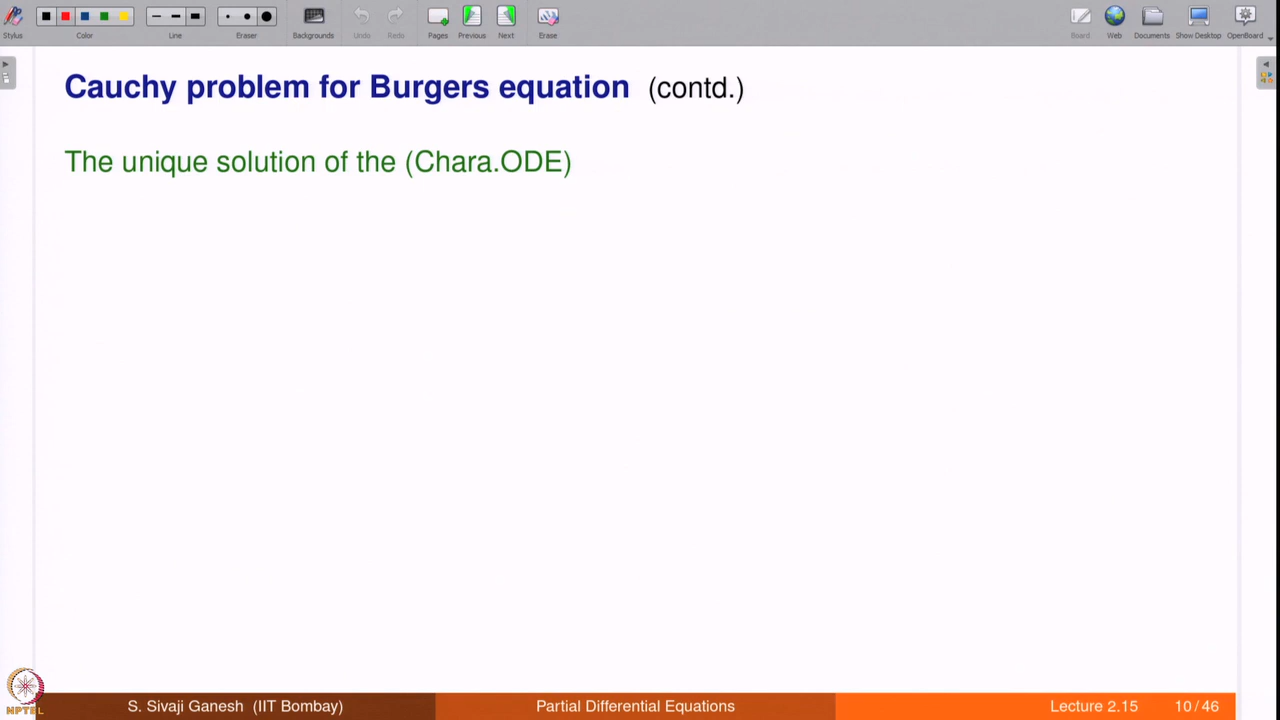 Stylus Color Line Eraser Backgrounds Undo Redo Pages Previous Next Erase Board Web Documents Show Desktop OpenBoard
Cauchy problem for Burgers equation (contd.)
The unique solution of the (Chara.ODE)
NPTEL
S. Sivaji Ganesh (IIT Bombay) Partial Differential Equations Lecture 2.15 10/46